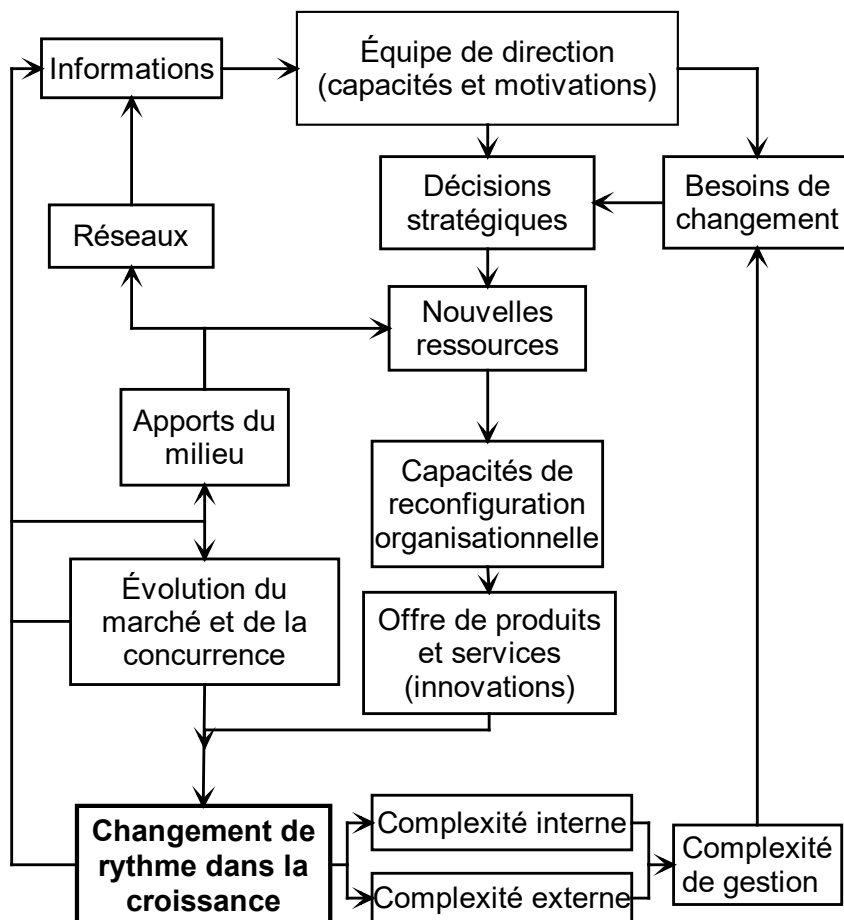 Informations
Équipe de direction
(capacités et motivations)
Décisions
stratégiques
Besoins de
changement
Réseaux
Nouvelles
ressources
Apports du
milieu
Capacités de
reconfiguration
organisationnelle
Évolution du
marché et de la
concurrence
Offre de produits
et services
(innovations)
Changement de
rythme dans la
croissance
Complexité interne
Complexité externe
Complexité
de gestion